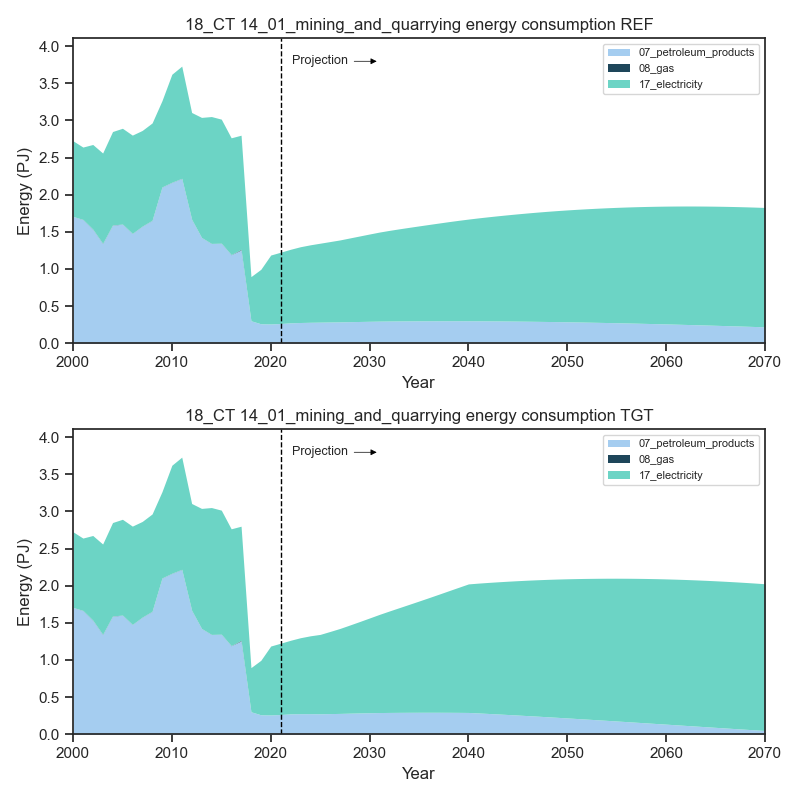 18_CT 14_01_mining_and_quarrying energy consumption REF
4.0
3.5
3.0
2.5
2.0
1.5
1.0
0.5
0.0
Energy (PJ)
Projection
07_petroleum_products
08_gas
17_electricity
2000 2010 2020 2030 2040 2050 2060 2070
Year
18_CT 14_01_mining_and_quarrying energy consumption TGT
4.0
3.5
3.0
2.5
2.0
1.5
1.0
0.5
0.0
Energy (PJ)
Projection
07_petroleum_products
08_gas
17_electricity
2000 2010 2020 2030 2040 2050 2060 2070
Year